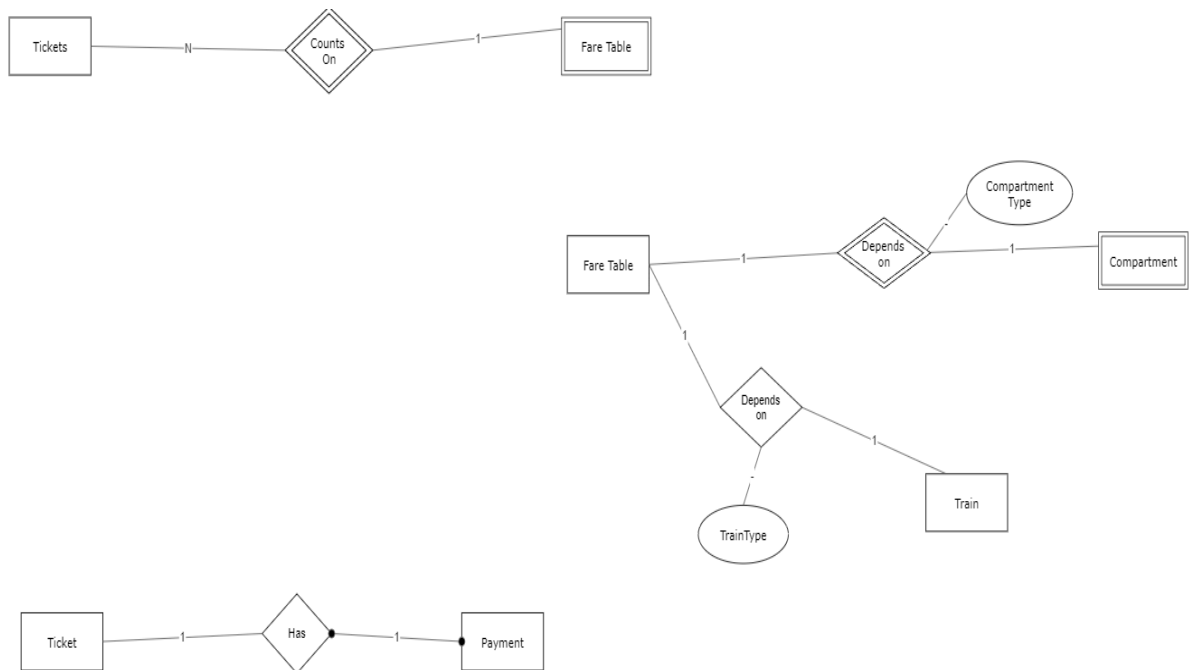 Tickets
N
Counts
On
1
Fare Table
Compartment
Type
-
Fare Table
1
Depends
on
1
Compartment
1
Depends
on
1
-
Train
TrainType
Ticket
1
Has
1
Payment